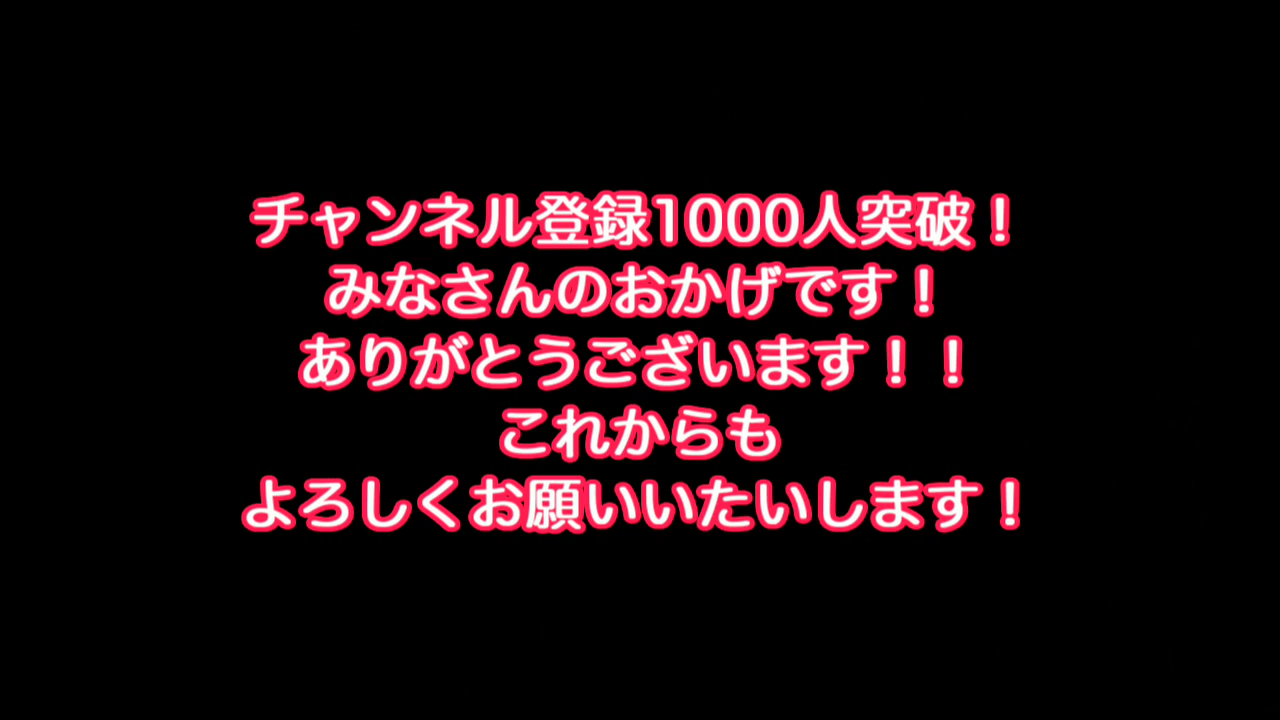 チャンネル登録1000人突破！
みなさんのおかげです！
ありがとうございます！！
これからも
よろしくお願いいたいします！